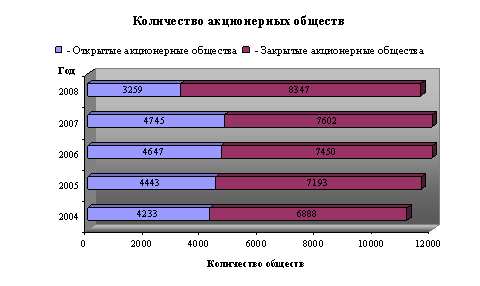 Количество акционерных обществ
- Открытые акционерные общества - Закрытые акционерные общества
Год
2008 3259 8347
2007 4745 7602
2006 4647 7450
2005 4443 7193
2004 4233 6888
0 2000 4000 6000 8000 10000 12000
Количество обществ